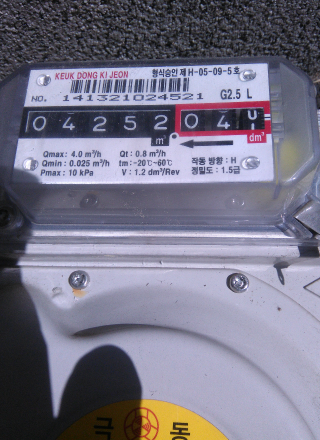 KEUK DONG KI JEON 형식승인 제 H-05-09-5 호
NO. 141321024521 G2.5 L
0 4 2 5 2 0 4
m³ dm³
Qmax: 4.0 m³/h Qt: 0.8 m³/h
Qmin: 0.025 m³/h tm: -20℃~60℃ 작동 방향: H
Pmax: 10 kPa V: 1.2 dm³/Rev 정밀도: 1.5급